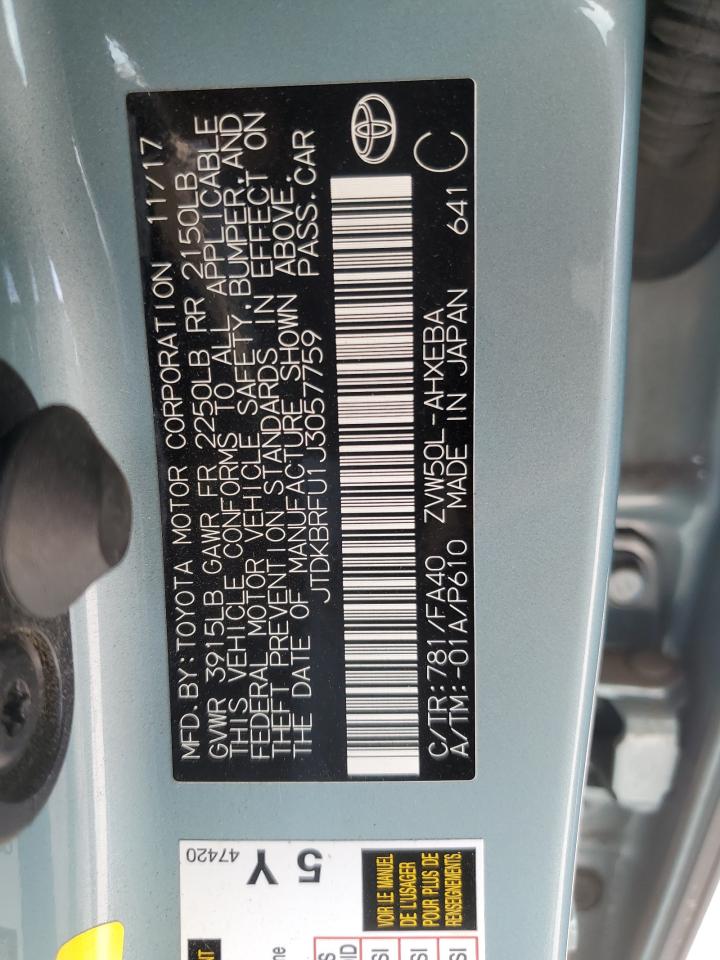 MFD. BY: TOYOTA MOTOR CORPORATION 11/17
GVWR 3915LB GAWR FR 2250LB RR 2150LB
THIS VEHICLE CONFORMS TO ALL APPLICABLE
FEDERAL MOTOR VEHICLE SAFETY, BUMPER, AND
THEFT PREVENTION STANDARDS IN EFFECT ON
THE DATE OF MANUFACTURE SHOWN ABOVE.
JTDKBRFU1J3057759 PASS. CAR
C/TR: 781/FA40 ZVW50L-AHXEBA
A/TM: -01A/P610 MADE IN JAPAN 641 C
47420
5Y
VOIR LE MANUEL
DE L'USAGER
POUR PLUS DE
RENSEIGNEMENTS.